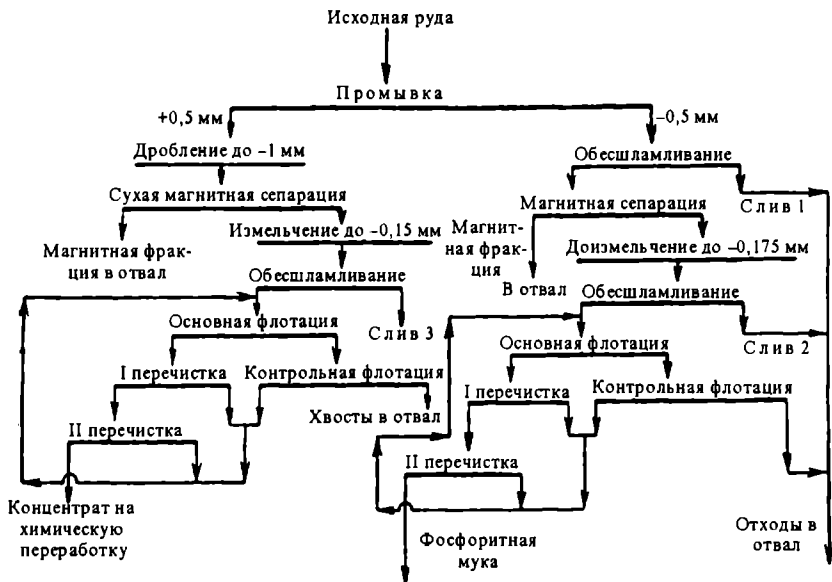 Исходная руда
Промывка
+0,5 мм
–0,5 мм
Дробление до –1 мм
Обесшламливание
Сухая магнитная сепарация
Магнитная сепарация
Слив 1
Магнитная фрак-
ция в отвал
Измельчение до –0,15 мм
Магнит-
ная фрак-
ция
Доизмельчение до –0,175 мм
В отвал
Обесшламливание
Обесшламливание
Основная флотация
Слив 3
Основная флотация
Слив 2
I перечистка
Контрольная флотация
I перечистка
Контрольная флотация
Хвосты в отвал
II перечистка
II перечистка
Концентрат на
химическую
переработку
Фосфоритная
мука
Отходы в
отвал